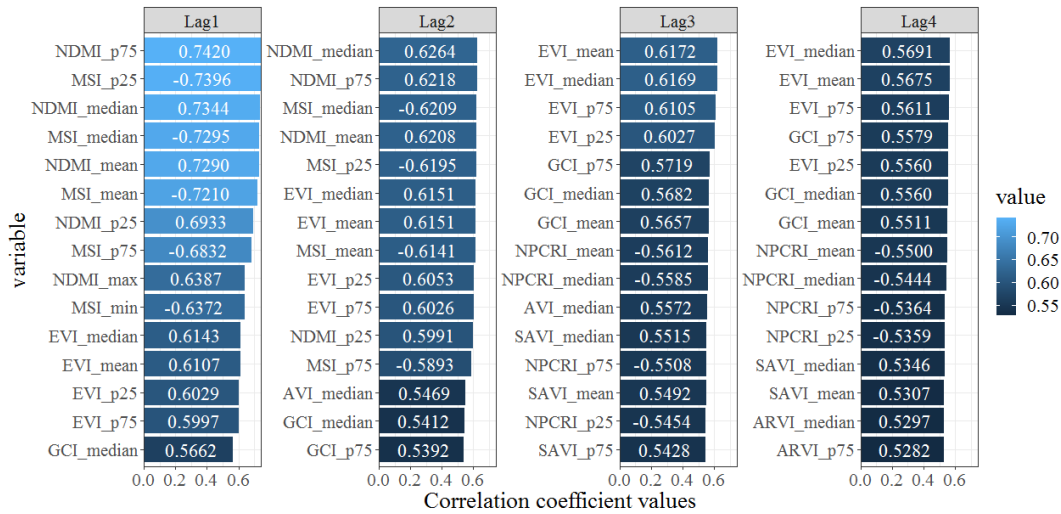 Lag1
Lag2
Lag3
Lag4
NDMI_p75 0.7420
MSI_p25 -0.7396
NDMI_median 0.7344
MSI_median -0.7295
NDMI_mean 0.7290
MSI_mean -0.7210
NDMI_p25 0.6933
MSI_p75 -0.6832
NDMI_max 0.6387
MSI_min -0.6372
EVI_median 0.6143
EVI_mean 0.6107
EVI_p25 0.6029
EVI_p75 0.5997
GCI_median 0.5662
0.0 0.2 0.4 0.6
NDMI_median 0.6264
NDMI_p75 0.6218
MSI_median -0.6209
NDMI_mean 0.6208
MSI_p25 -0.6195
EVI_median 0.6151
EVI_mean 0.6151
MSI_mean -0.6141
EVI_p25 0.6053
EVI_p75 0.6026
NDMI_p25 0.5991
MSI_p75 -0.5893
AVI_median 0.5469
GCI_median 0.5412
GCI_p75 0.5392
0.0 0.2 0.4 0.6
EVI_mean 0.6172
EVI_median 0.6169
EVI_p75 0.6105
EVI_p25 0.6027
GCI_p75 0.5719
GCI_median 0.5682
GCI_mean 0.5657
NPCRI_mean -0.5612
NPCRI_median -0.5585
AVI_median 0.5572
SAVI_median 0.5515
NPCRI_p75 -0.5508
SAVI_mean 0.5492
NPCRI_p25 -0.5454
SAVI_p75 0.5428
0.0 0.2 0.4 0.6
EVI_median 0.5691
EVI_mean 0.5675
EVI_p75 0.5611
GCI_p75 0.5579
EVI_p25 0.5560
GCI_median 0.5560
GCI_mean 0.5511
NPCRI_mean -0.5500
NPCRI_median -0.5444
NPCRI_p75 -0.5364
NPCRI_p25 -0.5359
SAVI_median 0.5346
SAVI_mean 0.5307
ARVI_median 0.5297
ARVI_p75 0.5282
0.0 0.2 0.4 0.6
variable
Correlation coefficient values
value
0.70
0.65
0.60
0.55